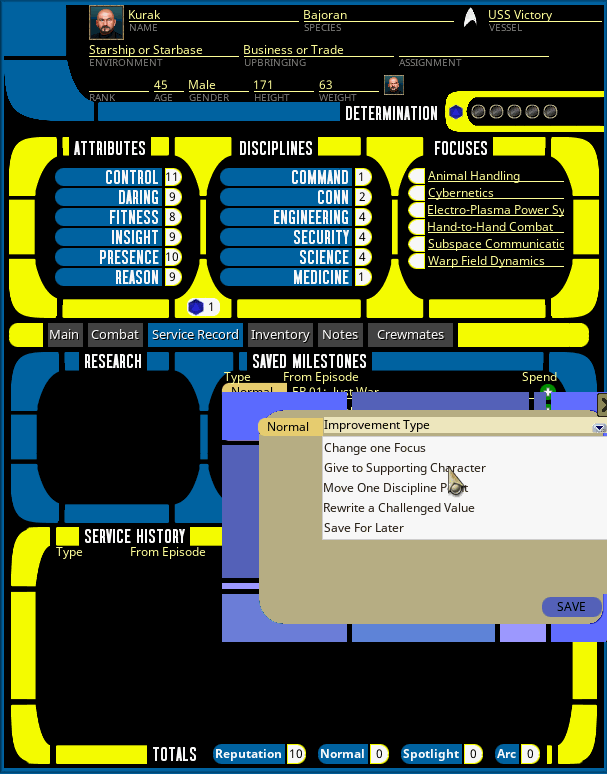 Kurak Bajoran USS Victory
NAME SPECIES VESSEL
Starship or Starbase Business or Trade
ENVIRONMENT UPBRINGING ASSIGNMENT
45 Male 171 63
RANK AGE GENDER HEIGHT WEIGHT
DETERMINATION
ATTRIBUTES DISCIPLINES FOCUSES
CONTROL 11 COMMAND 1 Animal Handling
DARING 9 CONN 2 Cybernetics
FITNESS 8 ENGINEERING 4 Electro-Plasma Power Sy
INSIGHT 9 SECURITY 4 Hand-to-Hand Combat
PRESENCE 10 SCIENCE 4 Subspace Communicatic
REASON 9 MEDICINE 1 Warp Field Dynamics
1
Main Combat Service Record Inventory Notes Crewmates
RESEARCH SAVED MILESTONES
Type From Episode Spend
Normal EP 01: Just War
Normal Improvement Type
Change one Focus
Give to Supporting Character
Move One Discipline
Rewrite a Challenged Value
Save For Later
SAVE
SERVICE HISTORY
Type From Episode
TOTALS Reputation 10 Normal 0 Spotlight 0 Arc 0